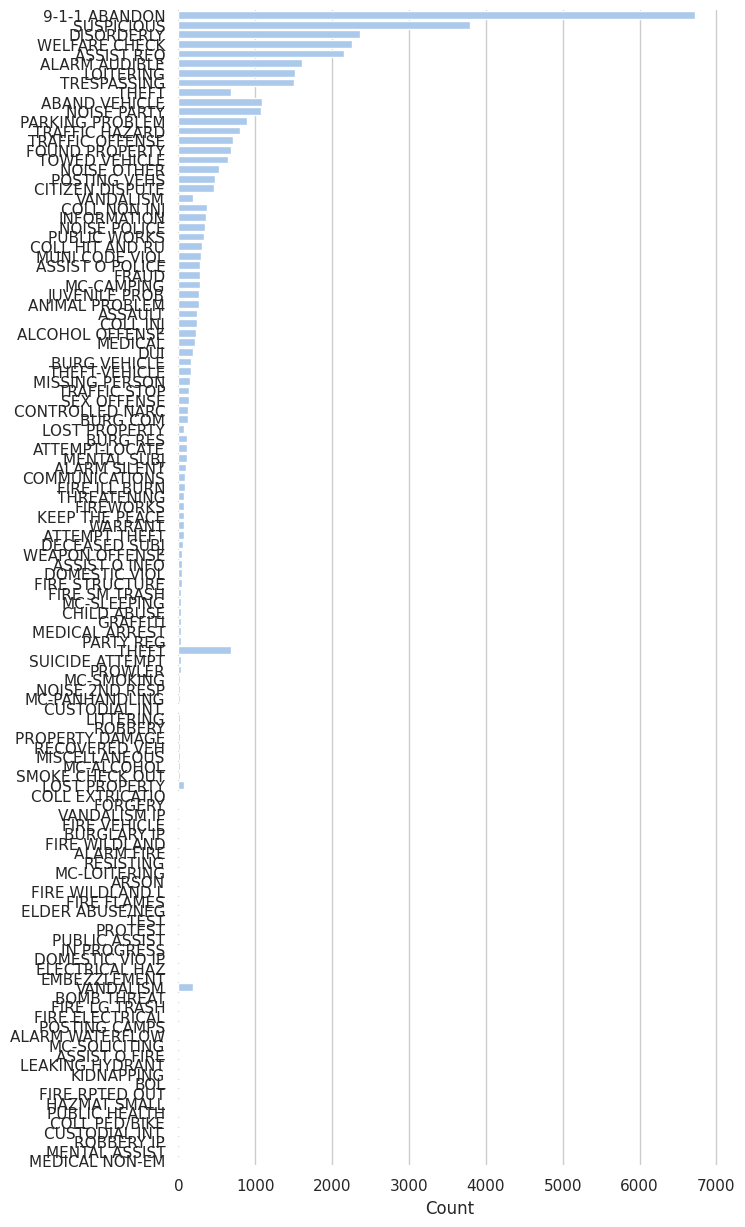 9-1-1 ABANDON
SUSPICIOUS
DISORDERLY
WELFARE CHECK
ASSIST REQ
ALARM AUDIBLE
LOITERING
TRESPASSING
THEFT
ABAND VEHICLE
NOISE PARTY
PARKING PROBLEM
TRAFFIC HAZARD
TRAFFIC OFFENSE
FOUND PROPERTY
TOWED VEHICLE
NOISE OTHER
POSTING VEHS
CITIZEN DISPUTE
VANDALISM
COLL NON INJ
INFORMATION
NOISE POLICE
PUBLIC WORKS
COLL HIT AND RU
MUNI CODE VIOL
ASSIST O POLICE
FRAUD
MC-CAMPING
JUVENILE PROB
ANIMAL PROBLEM
ASSAULT
COLL INJ
ALCOHOL OFFENSE
MEDICAL
DUI
BURG VEHICLE
THEFT-VEHICLE
MISSING PERSON
TRAFFIC STOP
SEX OFFENSE
CONTROLLED NARC
BURG COM
LOST PROPERTY
BURG RES
ATTEMPT-LOCATE
MENTAL SUBJ
ALARM SILENT
COMMUNICATIONS
FIRE ILL BURN
THREATENING
FIREWORKS
KEEP THE PEACE
WARRANT
ATTEMPT THEFT
DECEASED SUBJ
WEAPON OFFENSE
ASSIST O INFO
DOMESTIC VIOL
FIRE STRUCTURE
FIRE SM TRASH
MC-SLEEPING
CHILD ABUSE
GRAFFITI
MEDICAL ARREST
PARTY REG
THEFT
SUICIDE ATTEMPT
PROWLER
MC-SMOKING
NOISE 2ND RESP
MC-PANHANDLING
CUSTODIAL INT.
LITTERING
ROBBERY
PROPERTY DAMAGE
RECOVERED VEH
MISCELLANEOUS
MC-ALCOHOL
SMOKE CHECK OUT
LOST PROPERTY
COLL EXTRICATIO
FORGERY
VANDALISM IP
FIRE VEHICLE
BURGLARY IP
FIRE WILDLAND
ALARM FIRE
RESISTING
MC-LOITERING
ARSON
FIRE WILDLAND L
FIRE FLAMES
ELDER ABUSE/NEG
TEST
PROTEST
PUBLIC ASSIST
IN PROGRESS
DOMESTIC VIO IP
ELECTRICAL HAZ
EMBEZZLEMENT
VANDALISM
BOMB THREAT
FIRE LG TRASH
FIRE ELECTRICAL
POSTING CAMPS
ALARM WATERFLOW
MC-SOLICITING
ASSIST O FIRE
LEAKING HYDRANT
KIDNAPPING
BOL
FIRE RPTED OUT
HAZMAT SMALL
PUBLIC HEALTH
COLL PED/BIKE
CUSTODIAL INT.
ROBBERY IP
MENTAL ASSIST
MEDICAL NON-EM
0 1000 2000 3000 4000 5000 6000 7000
Count